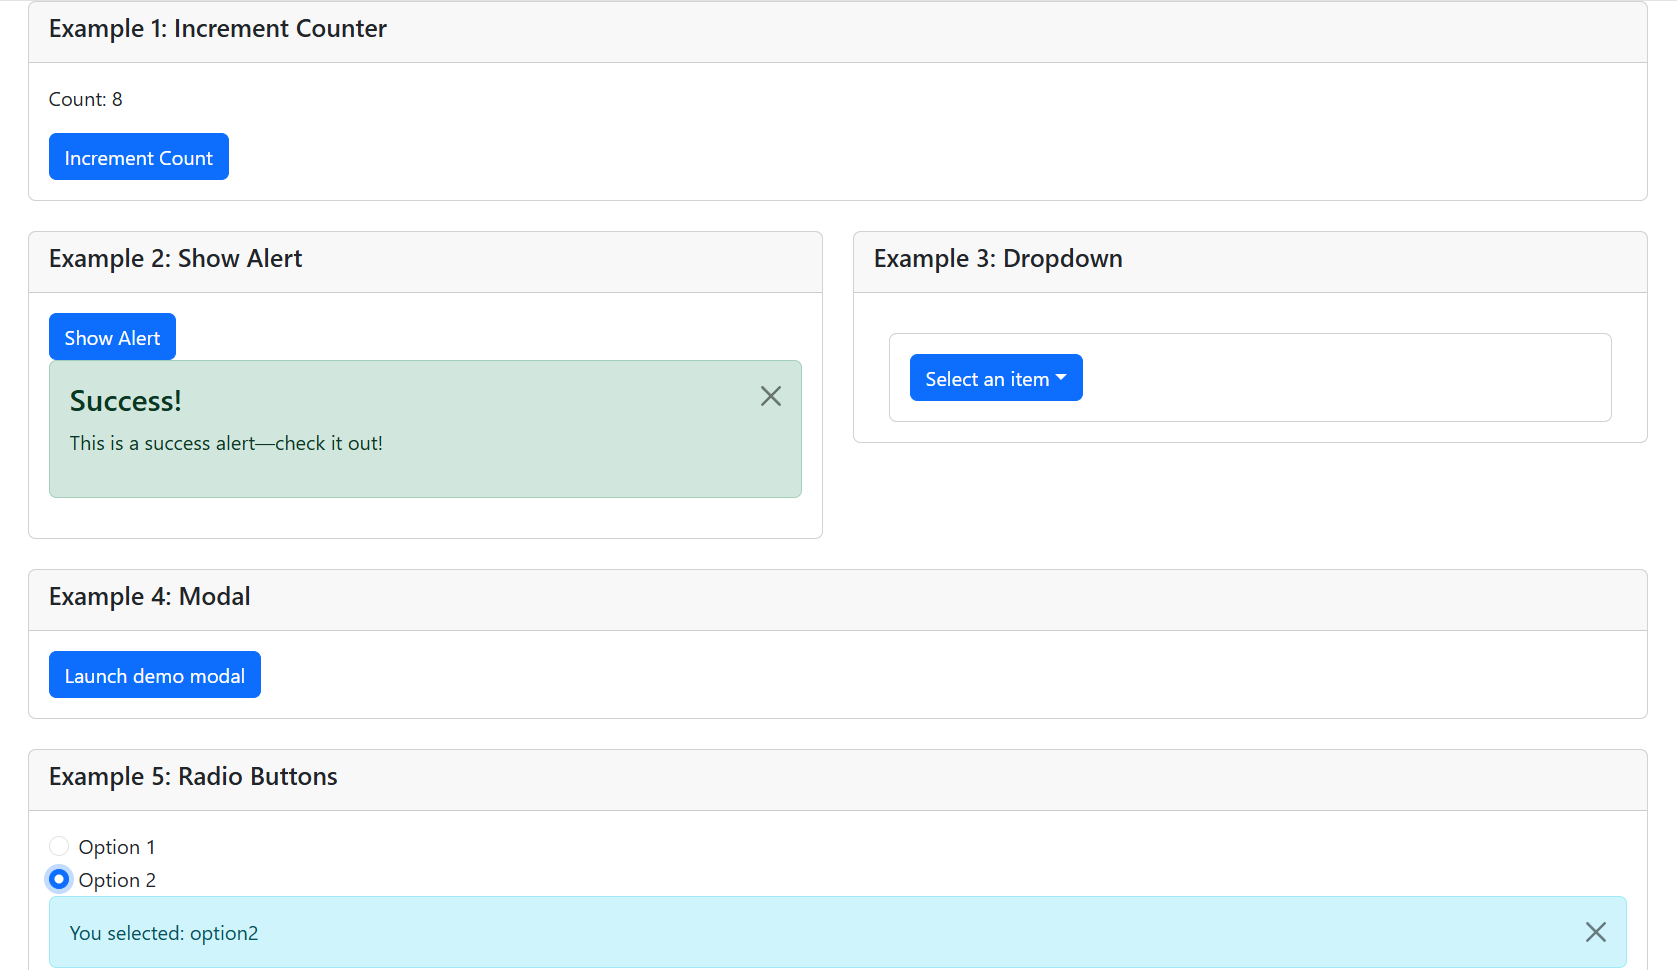 Example 1: Increment Counter
Count: 8
Increment Count
Example 2: Show Alert
Show Alert
Success!
This is a success alert—check it out!
Example 3: Dropdown
Select an item
Example 4: Modal
Launch demo modal
Example 5: Radio Buttons
Option 1
Option 2
You selected: option2